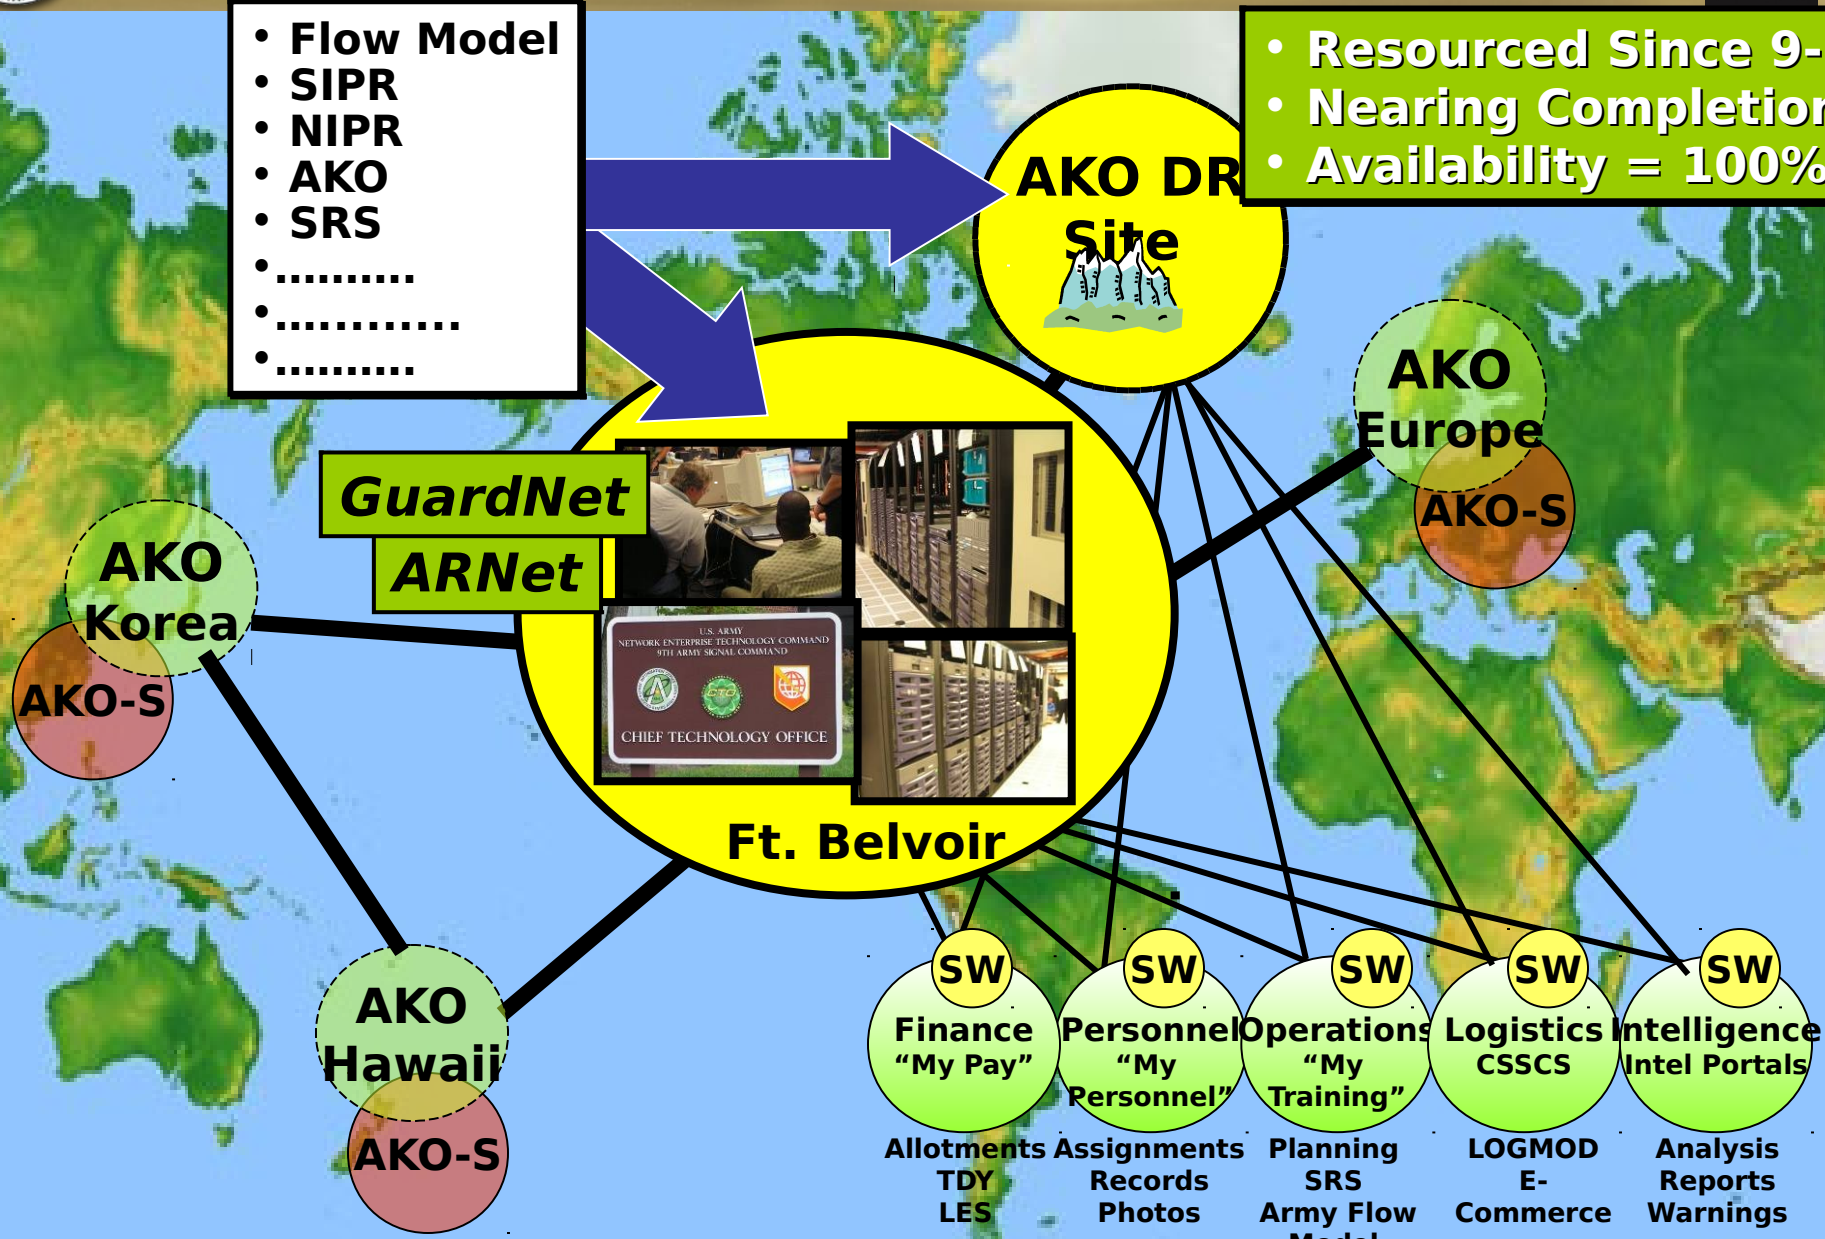 • Flow Model
• SIPR
• NIPR
• AKO
• SRS
•..........
•............
•..........
• Resourced Since 9-
• Nearing Completion
• Availability = 100%
AKO DR
Site
AKO
Europe
AKO-S
GuardNet
ARNet
AKO
Korea
AKO-S
U.S. ARMY
NETWORK ENTERPRISE TECHNOLOGY COMMAND
9TH ARMY SIGNAL COMMAND
CTO
CHIEF TECHNOLOGY OFFICE
Ft. Belvoir
AKO
Hawaii
AKO-S
SW
Finance
“My Pay”
Allotments
TDY
LES
SW
Personnel
“My
Personnel”
Assignments
Records
Photos
SW
Operations
“My
Training”
Planning
SRS
Army Flow
Model
SW
Logistics
CSSCS
LOGMOD
E-
Commerce
SW
Intelligence
Intel Portals
Analysis
Reports
Warnings